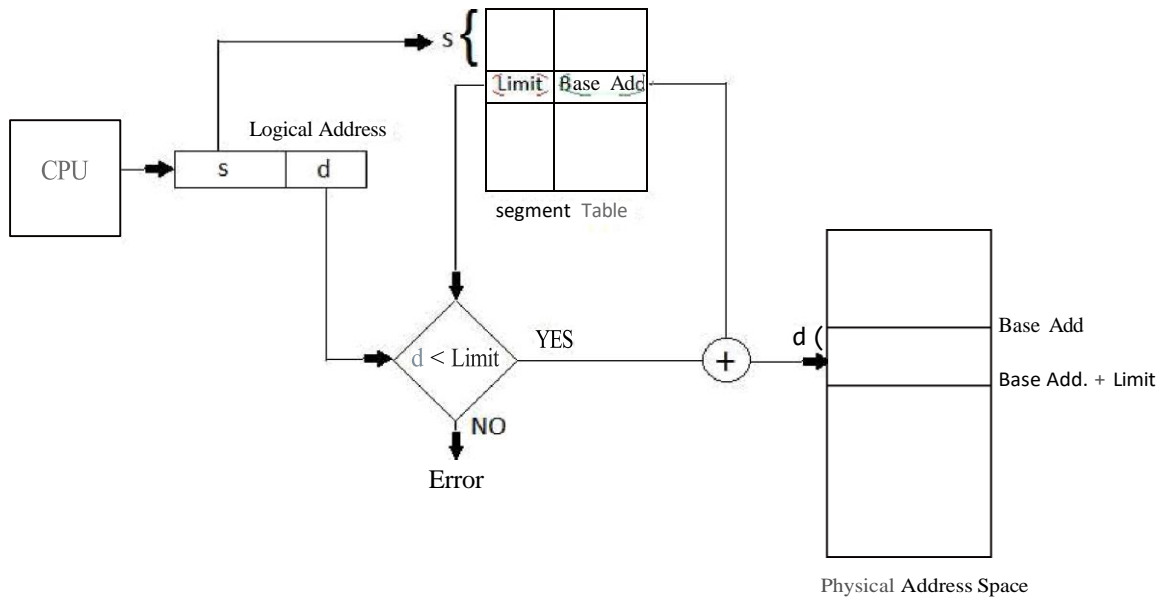 s {
Limit Base Add
Logical Address
CPU
s d
segment Table
Base Add
YES
d (
d < Limit
+
Base Add. + Limit
NO
Error
Physical Address Space